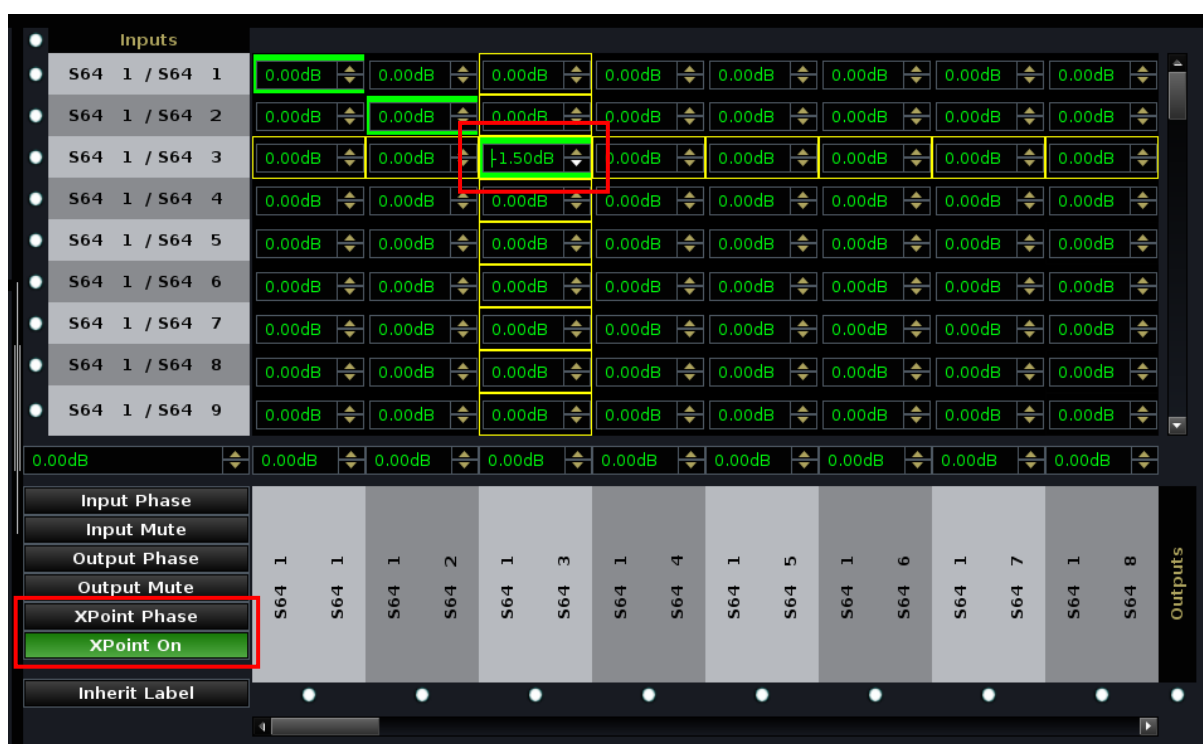 Inputs
S64 1 / S64 1 0.00dB 0.00dB 0.00dB 0.00dB 0.00dB 0.00dB 0.00dB 0.00dB
S64 1 / S64 2 0.00dB 0.00dB 0.00dB 0.00dB 0.00dB 0.00dB 0.00dB 0.00dB
S64 1 / S64 3 0.00dB 0.00dB -1.50dB 0.00dB 0.00dB 0.00dB 0.00dB 0.00dB
S64 1 / S64 4 0.00dB 0.00dB 0.00dB 0.00dB 0.00dB 0.00dB 0.00dB 0.00dB
S64 1 / S64 5 0.00dB 0.00dB 0.00dB 0.00dB 0.00dB 0.00dB 0.00dB 0.00dB
S64 1 / S64 6 0.00dB 0.00dB 0.00dB 0.00dB 0.00dB 0.00dB 0.00dB 0.00dB
S64 1 / S64 7 0.00dB 0.00dB 0.00dB 0.00dB 0.00dB 0.00dB 0.00dB 0.00dB
S64 1 / S64 8 0.00dB 0.00dB 0.00dB 0.00dB 0.00dB 0.00dB 0.00dB 0.00dB
S64 1 / S64 9 0.00dB 0.00dB 0.00dB 0.00dB 0.00dB 0.00dB 0.00dB 0.00dB
0.00dB 0.00dB 0.00dB 0.00dB 0.00dB 0.00dB 0.00dB 0.00dB 0.00dB
Input Phase
Input Mute
Output Phase
Output Mute
XPoint Phase
XPoint On
Inherit Label
S64 1
S64 1
S64 1
S64 2
S64 1
S64 3
S64 1
S64 4
S64 1
S64 5
S64 1
S64 6
S64 1
S64 7
S64 1
S64 8
Outputs